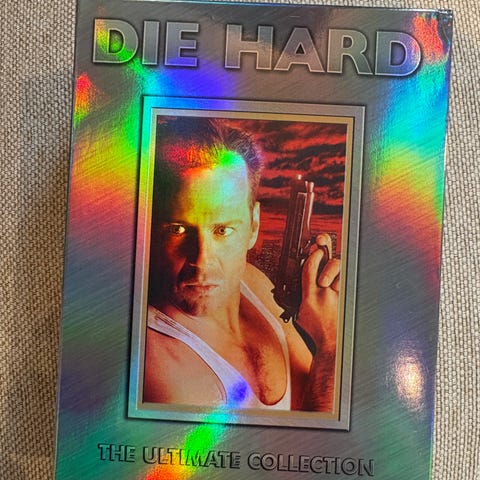 DIE HARD
THE ULTIMATE COLLECTION